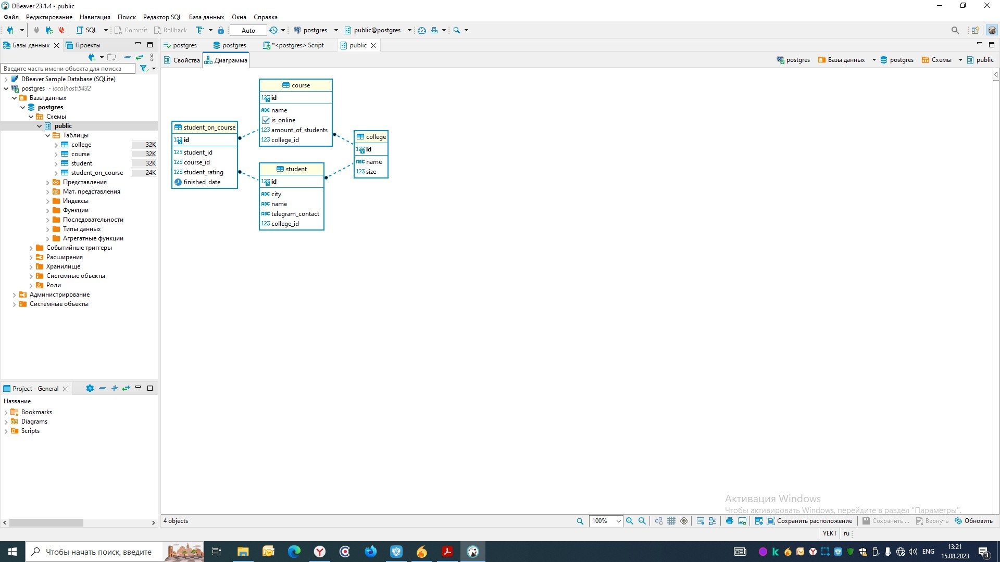 DBeaver 23.1.4 - public
Файл Редактирование Навигация Поиск Редактор SQL База данных Окна Справка
SQL Commit Rollback Auto postgres public@postgres
Базы данных Проекты
postgres postgres *<postgres> Script public
Свойства Диаграмма
postgres Базы данных postgres Схемы public
Введите часть имени объекта для поиска
DBeaver Sample Database (SQLite)
postgres - localhost:5432
Базы данных
postgres
Схемы
public
Таблицы
college 32K
course 32K
student 32K
student_on_course 24K
Представления
Мат. представления
Индексы
Функции
Последовательности
Типы данных
Агрегатные функции
Событийные триггеры
Расширения
Хранилище
Системные объекты
Роли
Администрирование
Системные объекты
student_on_course
123 id
123 student_id
123 course_id
123 student_rating
finished_date
course
123 id
ABC name
is_online
123 amount_of_students
123 college_id
student
123 id
ABC city
ABC name
ABC telegram_contact
123 college_id
college
123 id
ABC name
123 size
Project - General
Название
Bookmarks
Diagrams
Scripts
Активация Windows
Чтобы активировать Windows, перейдите в раздел "Параметры".
4 objects
100%
Сохранить расположение
Сохранить ...
Вернуть
Обновить
YEKT ru
Чтобы начать поиск, введите
ENG
13:21
15.08.2023
3